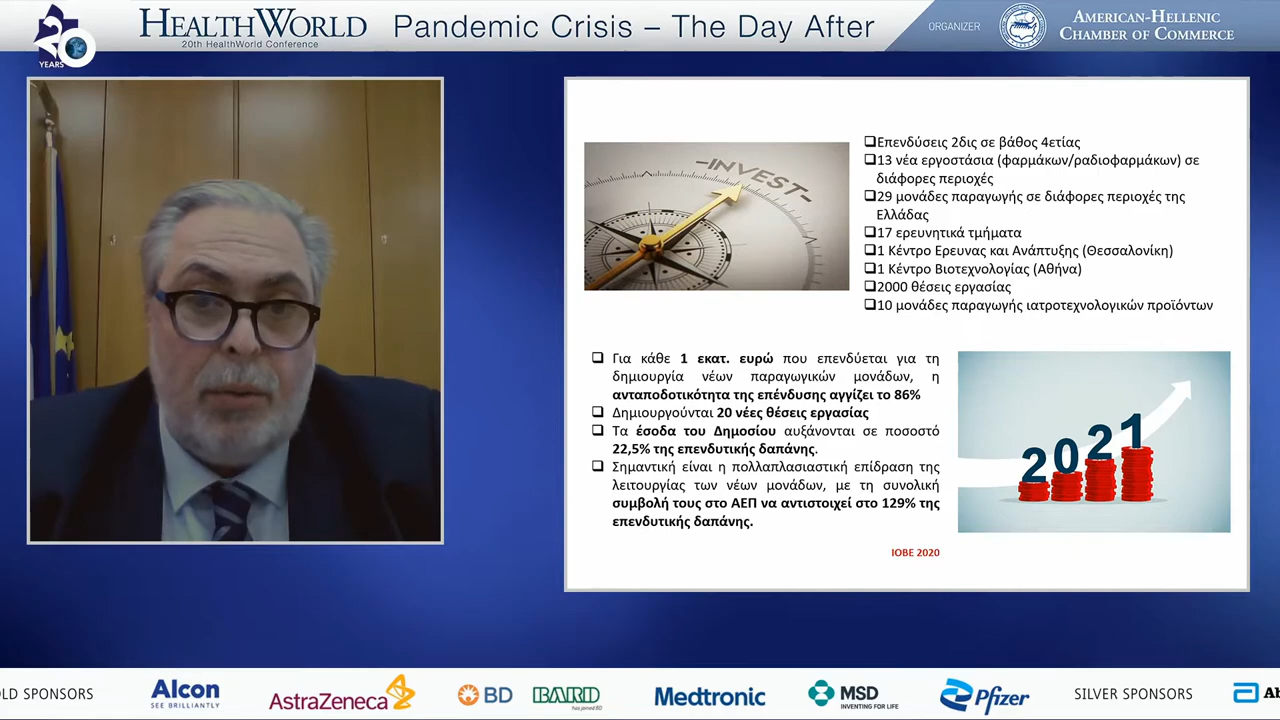 20
YEARS
HEALTHWORLD
20th HealthWorld Conference
Pandemic Crisis – The Day After
ORGANIZER
AMERICAN-HELLENIC
CHAMBER OF COMMERCE
-INVEST-
❑Επενδύσεις 2δις σε βάθος 4ετίας
❑13 νέα εργοστάσια (φαρμάκων/ραδιοφαρμάκων) σε
διάφορες περιοχές
❑29 μονάδες παραγωγής σε διάφορες περιοχές της
Ελλάδας
❑17 ερευνητικά τμήματα
❑1 Κέντρο Ερευνας και Ανάπτυξης (Θεσσαλονίκη)
❑1 Κέντρο Βιοτεχνολογίας (Αθήνα)
❑2000 θέσεις εργασίας
❑10 μονάδες παραγωγής ιατροτεχνολογικών προϊόντων
❑ Για κάθε 1 εκατ. ευρώ που επενδύεται για τη
δημιουργία νέων παραγωγικών μονάδων, η
ανταποδοτικότητα της επένδυσης αγγίζει το 86%
❑ Δημιουργούνται 20 νέες θέσεις εργασίας
❑ Τα έσοδα του Δημοσίου αυξάνονται σε ποσοστό
22,5% της επενδυτικής δαπάνης.
❑ Σημαντική είναι η πολλαπλασιαστική επίδραση της
λειτουργίας των νέων μονάδων, με τη συνολική
συμβολή τους στο ΑΕΠ να αντιστοιχεί στο 129% της
επενδυτικής δαπάνης.
ΙΟΒΕ 2020
2021
LD SPONSORS
Alcon
SEE BRILLIANTLY
AstraZeneca
BD
BARD
has joined BD
Medtronic
MSD
INVENTING FOR LIFE
Pfizer
SILVER SPONSORS
Ab